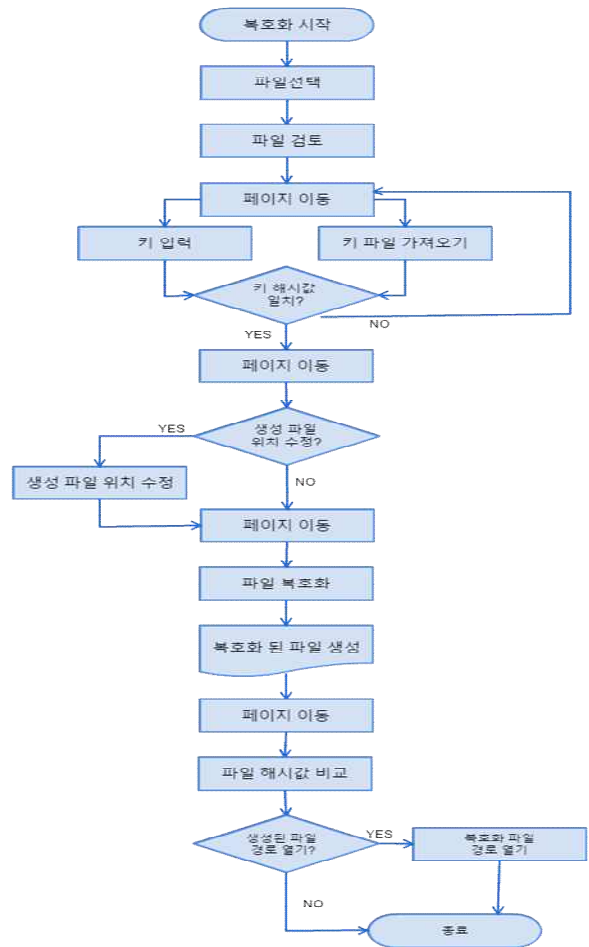 복호화 시작
파일선택
파일 검토
페이지 이동
키 입력
키 파일 가져오기
키 해시값
일치?
NO
YES
페이지 이동
생성 파일
위치 수정?
YES
생성 파일 위치 수정
NO
페이지 이동
파일 복호화
복호화 된 파일 생성
페이지 이동
파일 해시값 비교
생성된 파일
경로 열기?
YES
복호화 파일
경로 열기
NO
종료